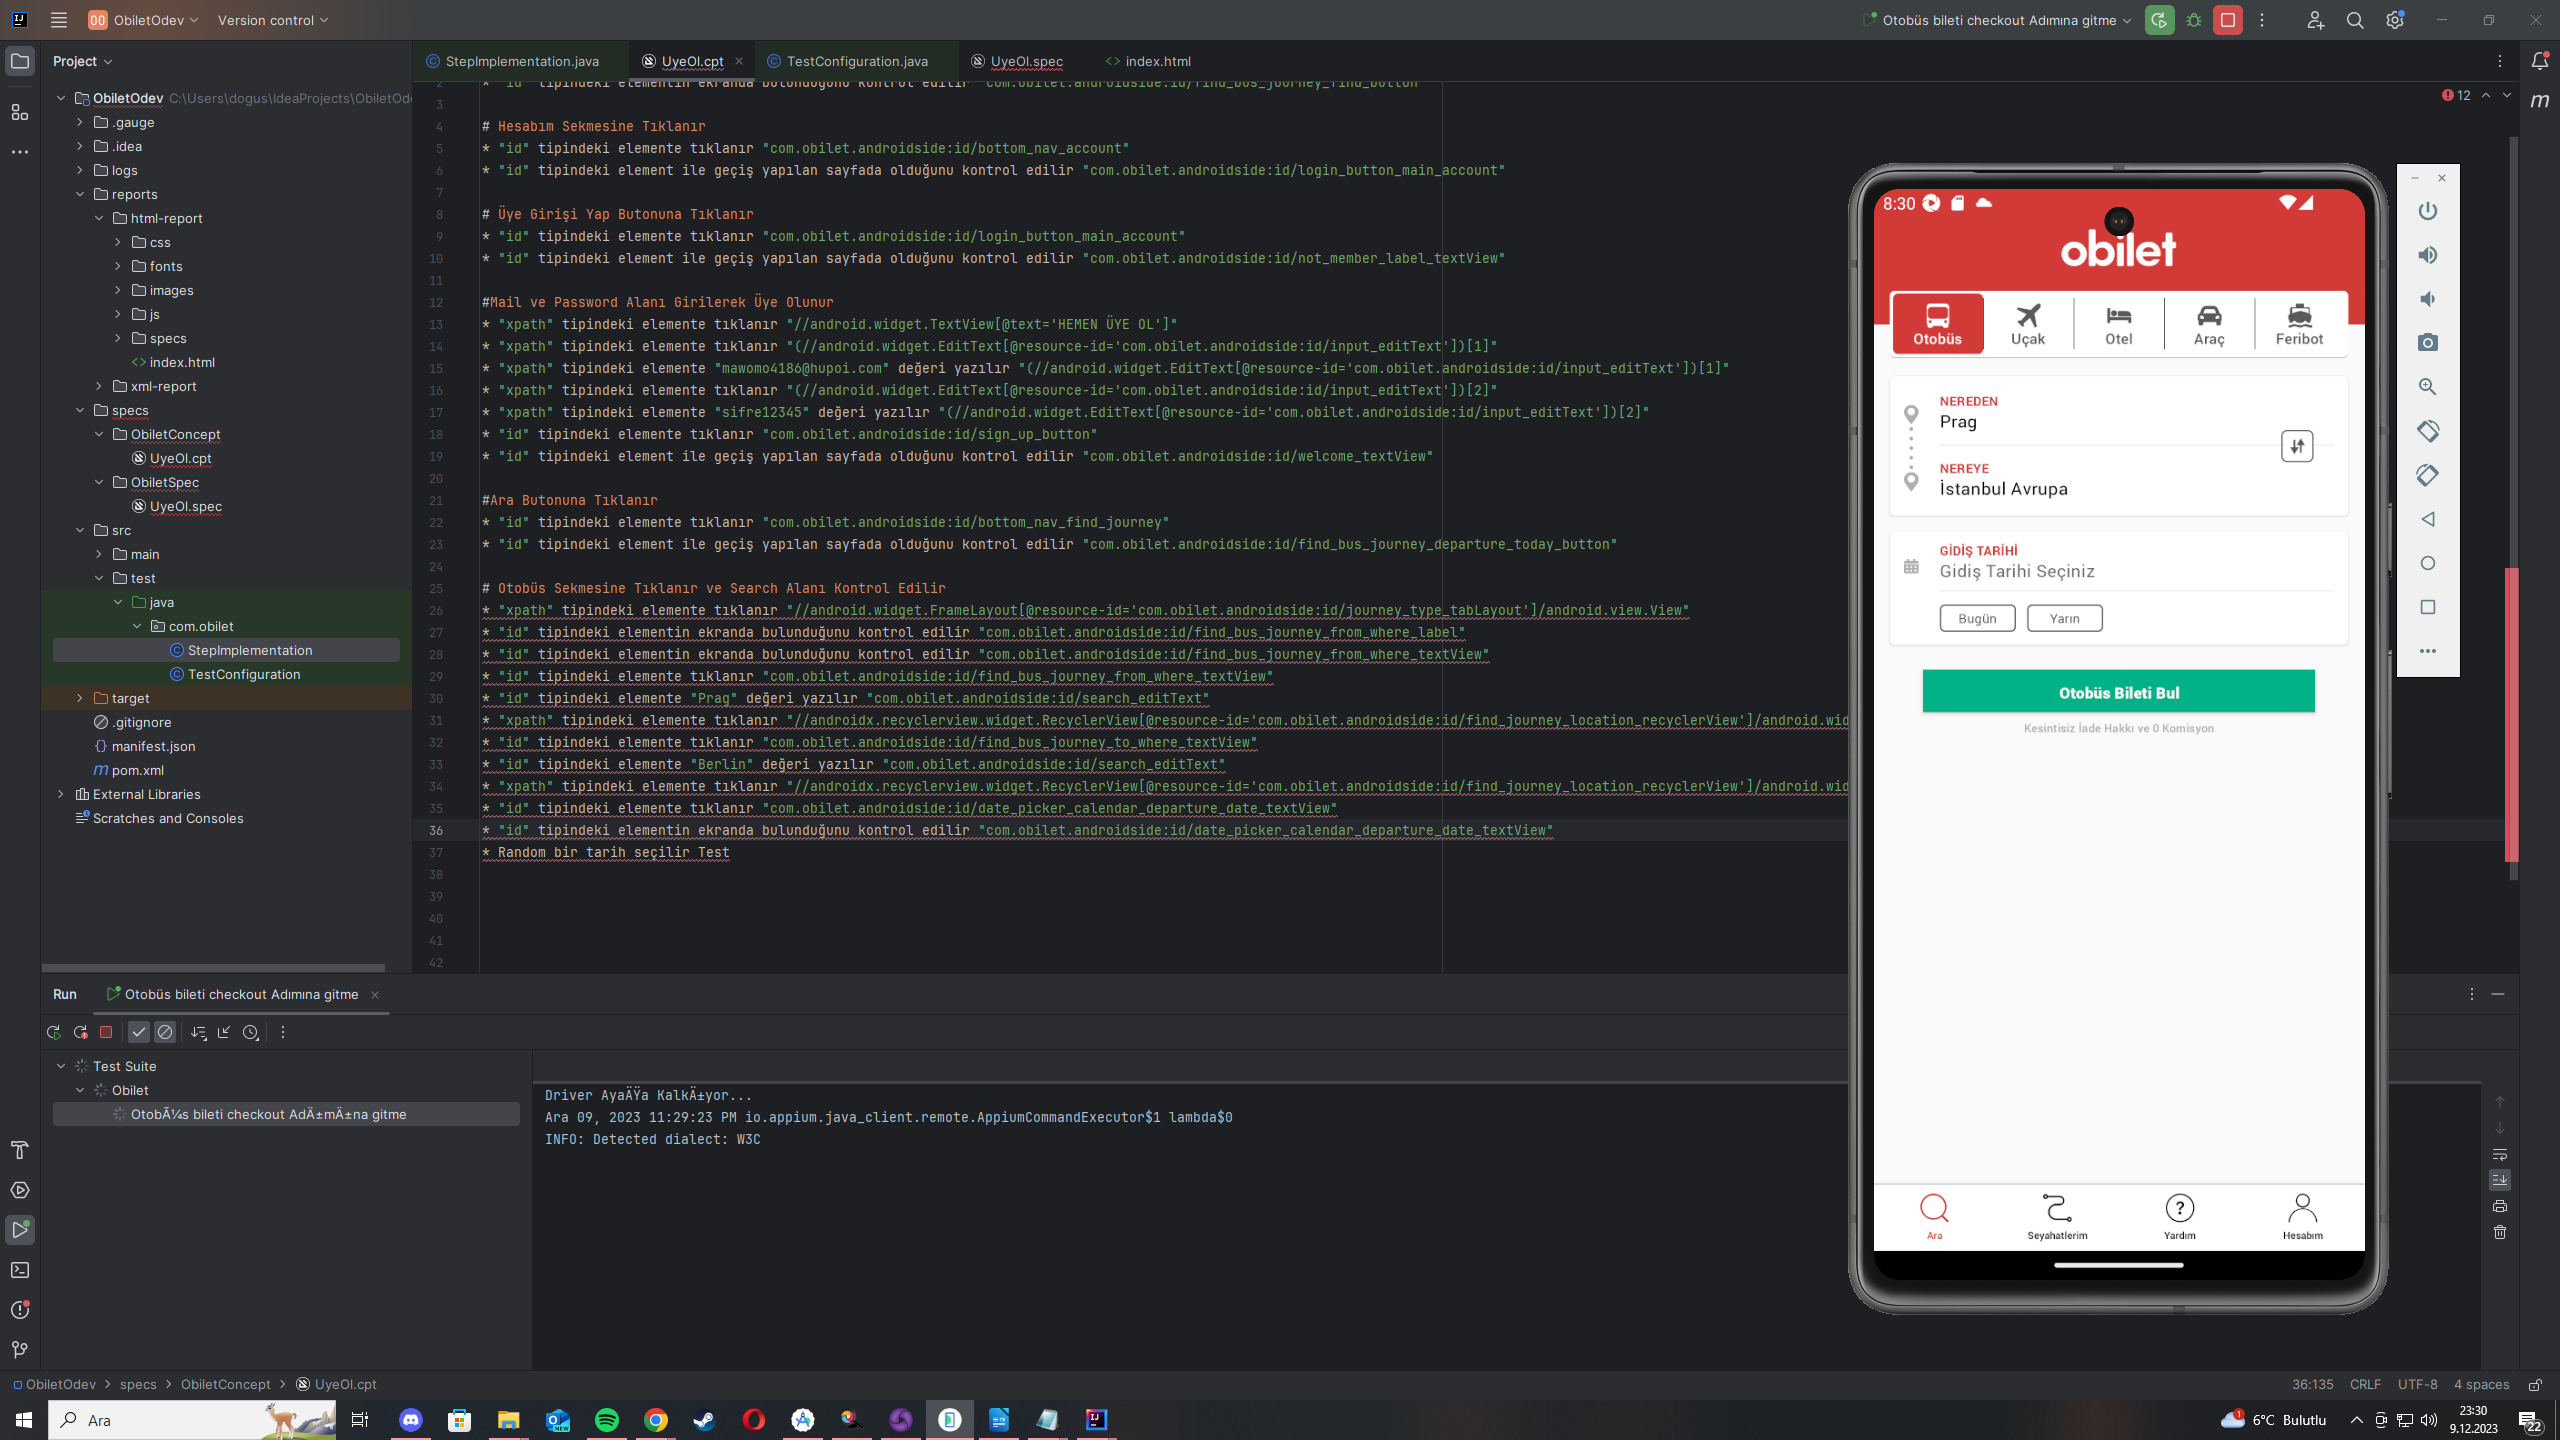 ObiletOdev
Version control
Otobüs bileti checkout Adımına gitme
Project
StepImplementation.java
UyeOl.cpt
TestConfiguration.java
UyeOl.spec
index.html
ObiletOdev C:\Users\dogus\IdeaProjects\ObiletOde
.gauge
.idea
logs
reports
html-report
css
fonts
images
js
specs
index.html
xml-report
specs
ObiletConcept
UyeOl.cpt
ObiletSpec
UyeOl.spec
src
main
test
java
com.obilet
StepImplementation
TestConfiguration
target
.gitignore
manifest.json
pom.xml
External Libraries
Scratches and Consoles
12
2 * "id" tipindeki elementin ekranda bulunduğunu kontrol edilir "com.obilet.androidside:id/find_bus_journey_find_button"
3
4 # Hesabım Sekmesine Tıklanır
5 * "id" tipindeki elemente tıklanır "com.obilet.androidside:id/bottom_nav_account"
6 * "id" tipindeki element ile geçiş yapılan sayfada olduğunu kontrol edilir "com.obilet.androidside:id/login_button_main_account"
7
8 # Üye Girişi Yap Butonuna Tıklanır
9 * "id" tipindeki elemente tıklanır "com.obilet.androidside:id/login_button_main_account"
10 * "id" tipindeki element ile geçiş yapılan sayfada olduğunu kontrol edilir "com.obilet.androidside:id/not_member_label_textView"
11
12 #Mail ve Password Alanı Girilerek Üye Olunur
13 * "xpath" tipindeki elemente tıklanır "//android.widget.TextView[@text='HEMEN ÜYE OL']"
14 * "xpath" tipindeki elemente tıklanır "(//android.widget.EditText[@resource-id='com.obilet.androidside:id/input_editText'])[1]"
15 * "xpath" tipindeki elemente "mawomo4186@hupoi.com" değeri yazılır "(//android.widget.EditText[@resource-id='com.obilet.androidside:id/input_editText'])[1]"
16 * "xpath" tipindeki elemente tıklanır "(//android.widget.EditText[@resource-id='com.obilet.androidside:id/input_editText'])[2]"
17 * "xpath" tipindeki elemente "sifre12345" değeri yazılır "(//android.widget.EditText[@resource-id='com.obilet.androidside:id/input_editText'])[2]"
18 * "id" tipindeki elemente tıklanır "com.obilet.androidside:id/sign_up_button"
19 * "id" tipindeki element ile geçiş yapılan sayfada olduğunu kontrol edilir "com.obilet.androidside:id/welcome_textView"
20
21 #Ara Butonuna Tıklanır
22 * "id" tipindeki elemente tıklanır "com.obilet.androidside:id/bottom_nav_find_journey"
23 * "id" tipindeki element ile geçiş yapılan sayfada olduğunu kontrol edilir "com.obilet.androidside:id/find_bus_journey_departure_today_button"
24
25 # Otobüs Sekmesine Tıklanır ve Search Alanı Kontrol Edilir
26 * "xpath" tipindeki elemente tıklanır "//android.widget.FrameLayout[@resource-id='com.obilet.androidside:id/journey_type_tabLayout']/android.view.View"
27 * "id" tipindeki elementin ekranda bulunduğunu kontrol edilir "com.obilet.androidside:id/find_bus_journey_from_where_label"
28 * "id" tipindeki elementin ekranda bulunduğunu kontrol edilir "com.obilet.androidside:id/find_bus_journey_from_where_textView"
29 * "id" tipindeki elemente tıklanır "com.obilet.androidside:id/find_bus_journey_from_where_textView"
30 * "id" tipindeki elemente "Prag" değeri yazılır "com.obilet.androidside:id/search_editText"
31 * "xpath" tipindeki elemente tıklanır "//androidx.recyclerview.widget.RecyclerView[@resource-id='com.obilet.androidside:id/find_journey_location_recyclerView']/android.wid
32 * "id" tipindeki elemente tıklanır "com.obilet.androidside:id/find_bus_journey_to_where_textView"
33 * "id" tipindeki elemente "Berlin" değeri yazılır "com.obilet.androidside:id/search_editText"
34 * "xpath" tipindeki elemente tıklanır "//androidx.recyclerview.widget.RecyclerView[@resource-id='com.obilet.androidside:id/find_journey_location_recyclerView']/android.wid
35 * "id" tipindeki elemente tıklanır "com.obilet.androidside:id/date_picker_calendar_departure_date_textView"
36 * "id" tipindeki elementin ekranda bulunduğunu kontrol edilir "com.obilet.androidside:id/date_picker_calendar_departure_date_textView"
37 * Random bir tarih seçilir Test
38
39
40
41
42
8:30
obilet
Otobüs Uçak Otel Araç Feribot
NEREDEN
Prag
NEREYE
İstanbul Avrupa
GİDİŞ TARİHİ
Gidiş Tarihi Seçiniz
Bugün Yarın
Otobüs Bileti Bul
Kesintisiz İade Hakkı ve 0 Komisyon
Ara Seyahatlerim Yardım Hesabım
Run Otobüs bileti checkout Adımına gitme
Test Suite
Obilet
OtobÃ¼s bileti checkout AdÄ±mÄ±na gitme
Driver AyaÄŸa KalkÄ±yor...
Ara 09, 2023 11:29:23 PM io.appium.java_client.remote.AppiumCommandExecutor$1 lambda$0
INFO: Detected dialect: W3C
ObiletOdev > specs > ObiletConcept > UyeOl.cpt
36:135 CRLF UTF-8 4 spaces
Ara
NEW
1
6°C Bulutlu
23:30
9.12.2023
22